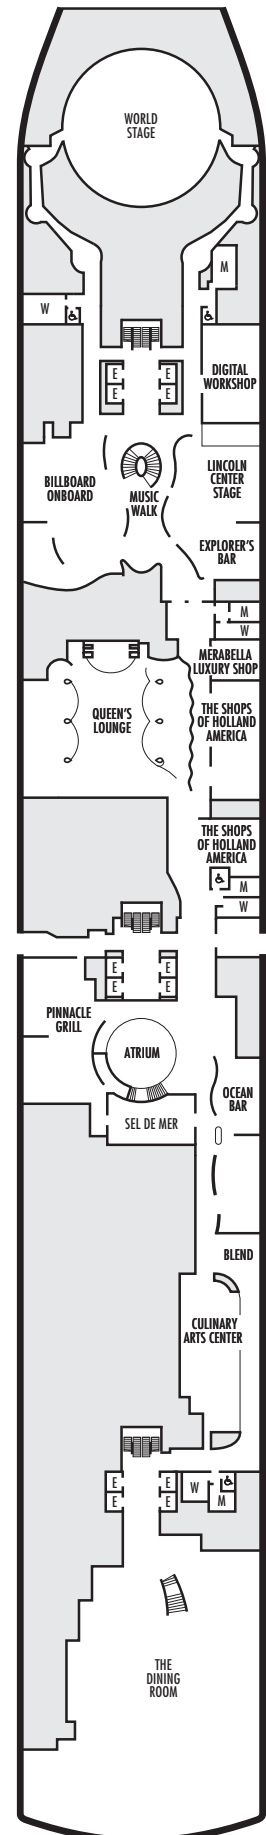 WORLD
STAGE
M
W
E
E
E
E
DIGITAL
WORKSHOP
BILLBOARD
ONBOARD
MUSIC
WALK
LINCOLN
CENTER
STAGE
EXPLORER'S
BAR
M
W
MERABELLA
LUXURY SHOP
QUEEN'S
LOUNGE
THE SHOPS
OF HOLLAND
AMERICA
THE SHOPS
OF HOLLAND
AMERICA
M
W
E
E
E
E
PINNACLE
GRILL
ATRIUM
OCEAN
BAR
SEL DE MER
BLEND
CULINARY
ARTS CENTER
E
E
E
E
W
M
THE
DINING
ROOM